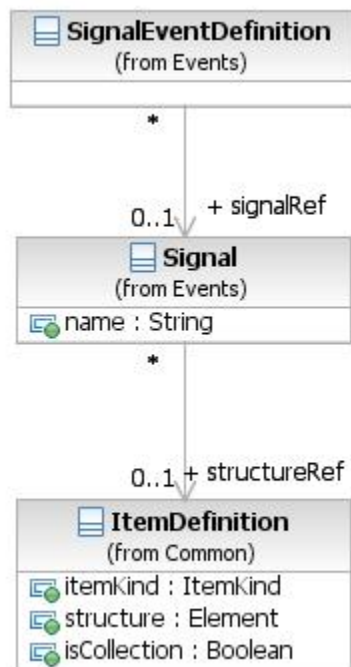 SignalEventDefinition
(from Events)
*
+ signalRef
0..1
Signal
(from Events)
name : String
*
+ structureRef
0..1
ItemDefinition
(from Common)
itemKind : ItemKind
structure : Element
isCollection : Boolean